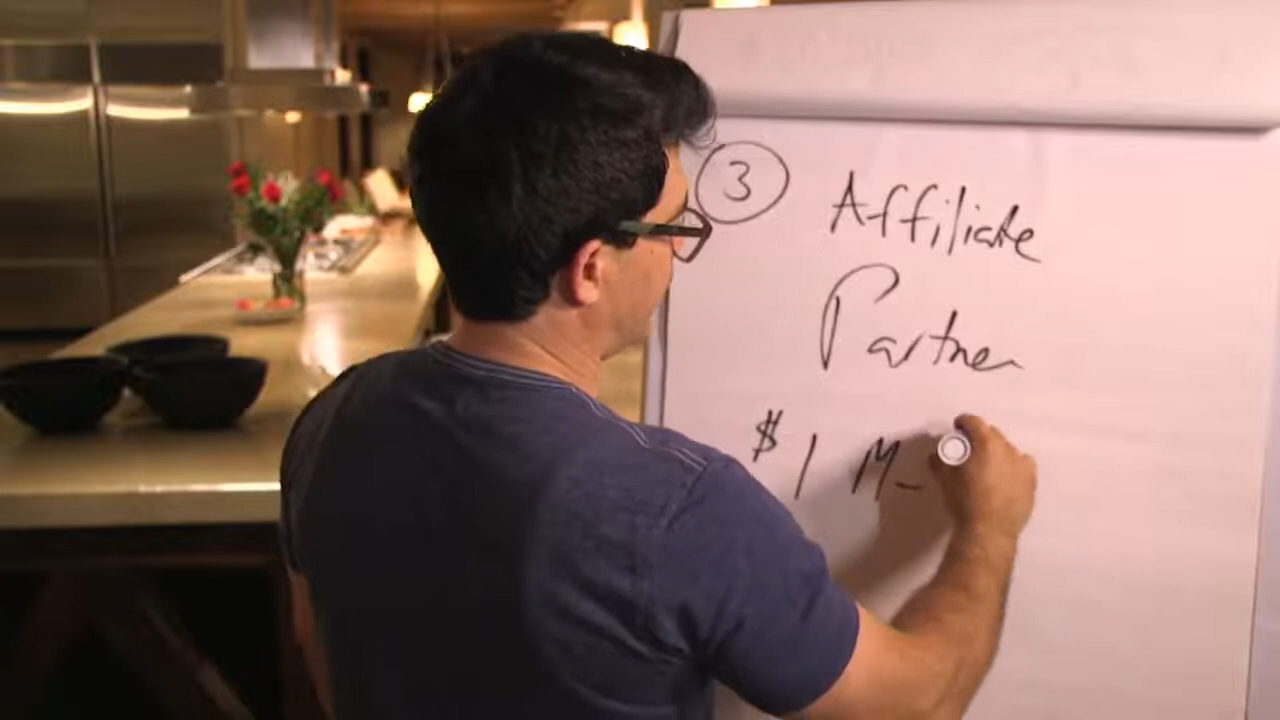 ③ Affiliate
Partner
$1 M